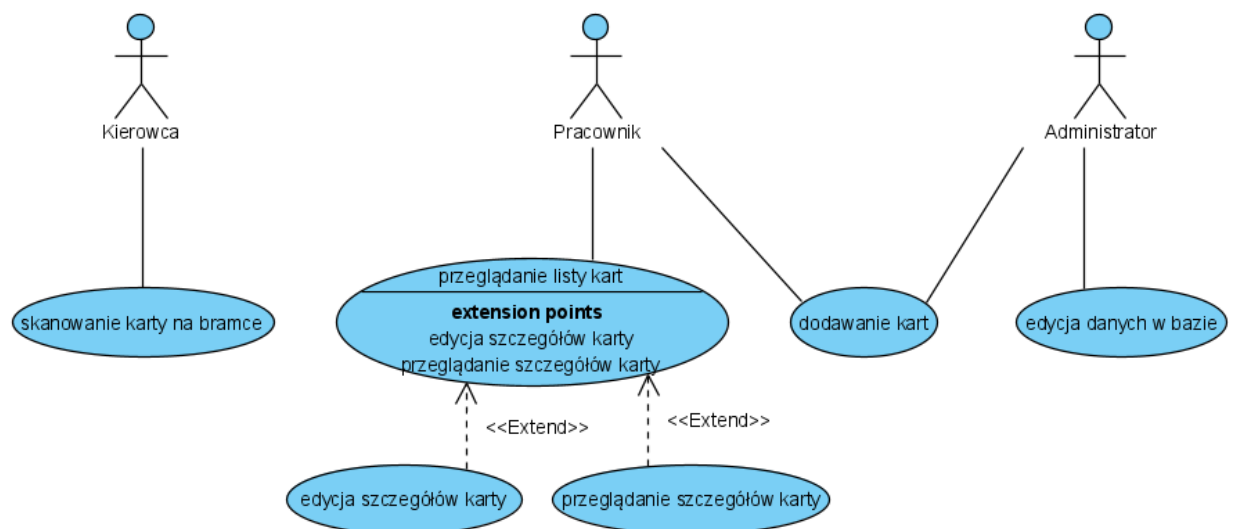 Kierowca
Pracownik
Administrator
skanowanie karty na bramce
przeglądanie listy kart
extension points
edycja szczegółów karty
przeglądanie szczegółów karty
dodawanie kart
edycja danych w bazie
<<Extend>>
<<Extend>>
edycja szczegółów karty
przeglądanie szczegółów karty